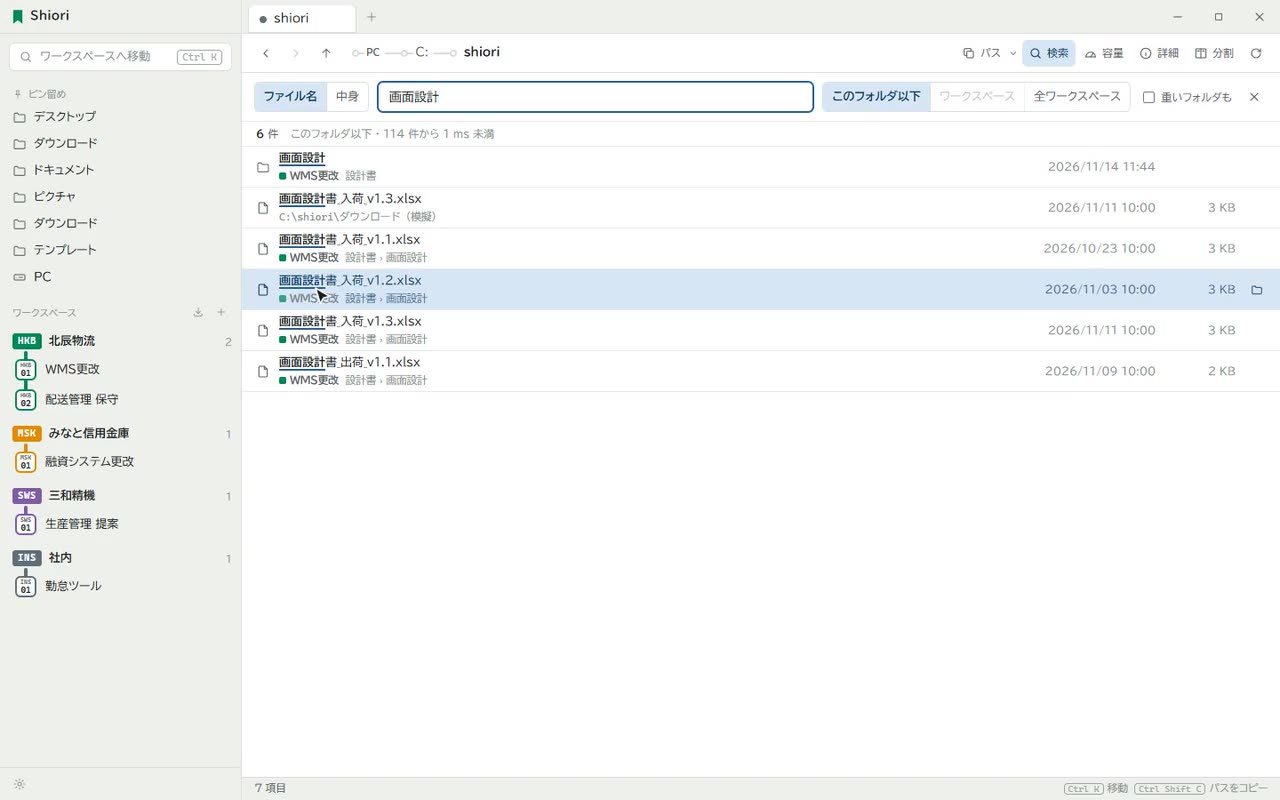 Shiori
shiori
ワークスペースへ移動 Ctrl K
PC C: shiori
パス 検索 容量 詳細 分割
ピン留め
デスクトップ
ダウンロード
ドキュメント
ピクチャ
ダウンロード
テンプレート
PC
ワークスペース
HKB 北辰物流 2
HKB 01 WMS更改
HKB 02 配送管理 保守
MSK みなと信用金庫 1
MSK 01 融資システム更改
SWS 三和精機 1
SWS 01 生産管理 提案
INS 社内 1
INS 01 勤怠ツール
ファイル名 中身 画面設計 このフォルダ以下 ワークスペース 全ワークスペース 重いフォルダも
6 件 このフォルダ以下・114 件から 1 ms 未満
画面設計 2026/11/14 11:44
WMS更改 設計書
画面設計書_入荷_v1.3.xlsx 2026/11/11 10:00 3 KB
C:\shiori\ダウンロード (模擬)
画面設計書_入荷_v1.1.xlsx 2026/10/23 10:00 3 KB
WMS更改 設計書 › 画面設計
画面設計書_入荷_v1.2.xlsx 2026/11/03 10:00 3 KB
WMS更改 設計書 › 画面設計
画面設計書_入荷_v1.3.xlsx 2026/11/11 10:00 3 KB
WMS更改 設計書 › 画面設計
画面設計書_出荷_v1.1.xlsx 2026/11/09 10:00 2 KB
WMS更改 設計書 › 画面設計
7 項目 Ctrl K 移動 Ctrl Shift C パスをコピー